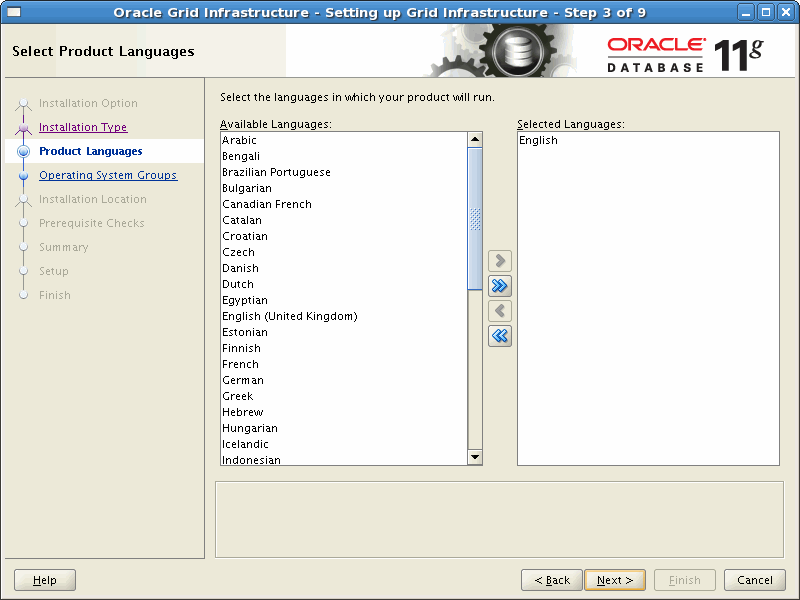 Oracle Grid Infrastructure - Setting up Grid Infrastructure - Step 3 of 9
Select Product Languages
ORACLE
DATABASE 11g
Installation Option
Installation Type
Product Languages
Operating System Groups
Installation Location
Prerequisite Checks
Summary
Setup
Finish
Select the languages in which your product will run.
Available Languages:
Arabic
Bengali
Brazilian Portuguese
Bulgarian
Canadian French
Catalan
Croatian
Czech
Danish
Dutch
Egyptian
English (United Kingdom)
Estonian
Finnish
French
German
Greek
Hebrew
Hungarian
Icelandic
Indonesian
Selected Languages:
English
Help
< Back
Next >
Finish
Cancel